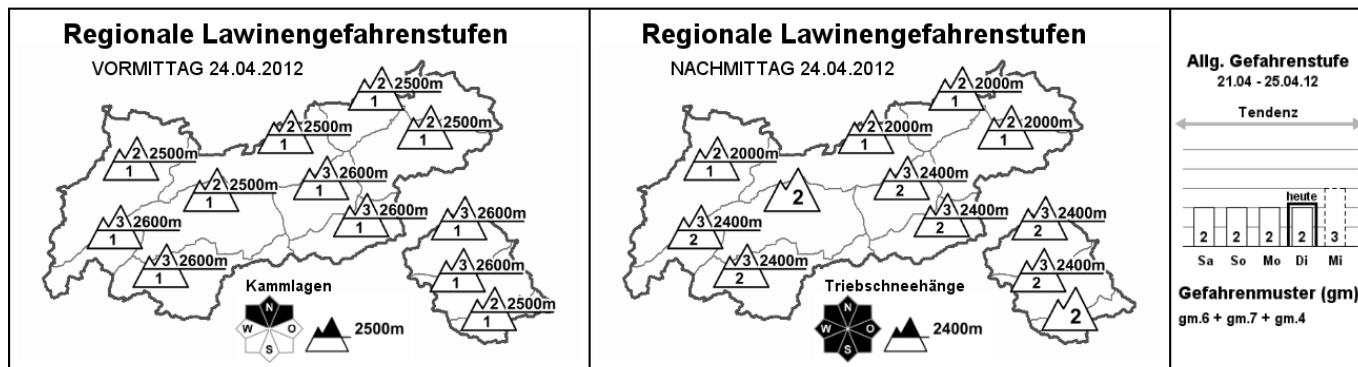 Regionale Lawinengefahrenstufen
VORMITTAG 24.04.2012
2 2500m
1
2 2500m
1
2 2500m
1
2 2500m
1
3 2600m
1
2 2500m
1
3 2600m
1
3 2600m
1
3 2600m
1
3 2600m
1
3 2600m
1
2 2500m
1
Kammlagen
N
W O
S
2500m
Regionale Lawinengefahrenstufen
NACHMITTAG 24.04.2012
2 2000m
1
2 2000m
1
2 2000m
1
2 2000m
1
3 2400m
2
2
3 2400m
2
3 2400m
2
3 2400m
2
3 2400m
2
3 2400m
2
2
Triebschneehänge
N
W O
S
2400m
Allg. Gefahrenstufe
21.04 - 25.04.12
Tendenz
heute
2 2 2 2 3
Sa So Mo Di Mi
Gefahrenmuster (gm)
gm.6 + gm.7 + gm.4